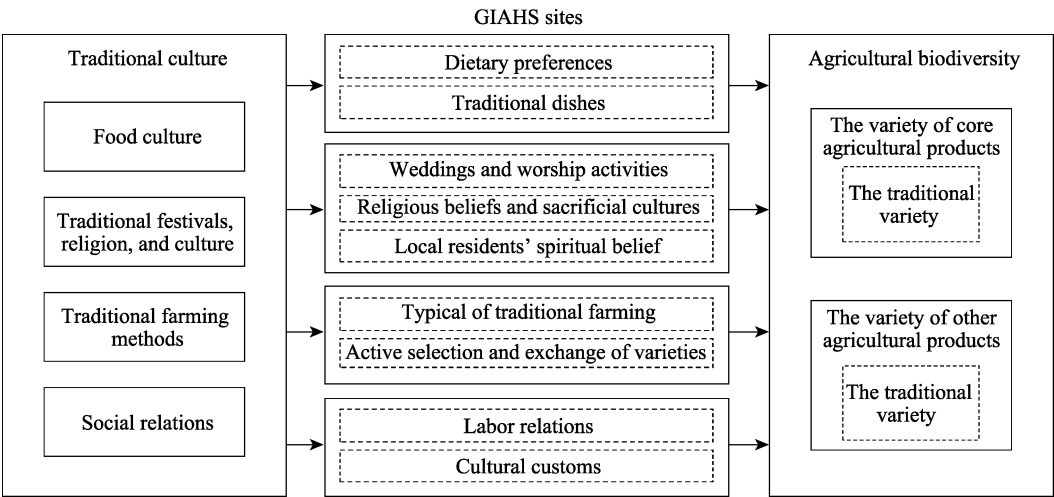 GIAHS sites
Traditional culture
Food culture
Traditional festivals,
religion, and culture
Traditional farming
methods
Social relations
Dietary preferences
Traditional dishes
Weddings and worship activities
Religious beliefs and sacrificial cultures
Local residents’ spiritual belief
Typical of traditional farming
Active selection and exchange of varieties
Labor relations
Cultural customs
Agricultural biodiversity
The variety of core
agricultural products
The traditional
variety
The variety of other
agricultural products
The traditional
variety